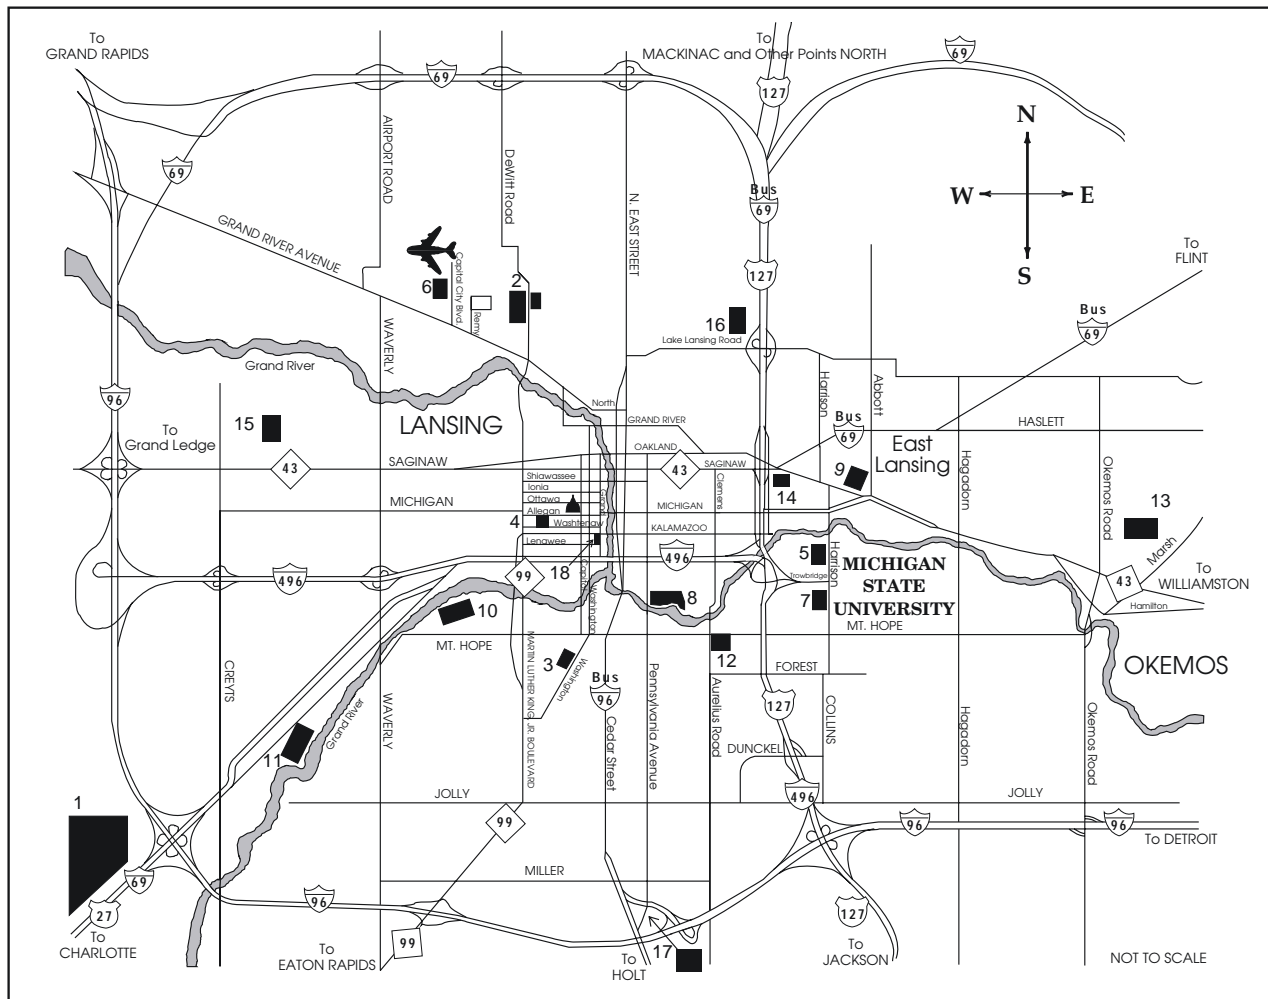 To
GRAND RAPIDS
To
MACKINAC and Other Points NORTH
69
69
127
N
W E
S
69
Bus
69
127
AIRPORT ROAD
DeWitt Road
N. EAST STREET
GRAND RIVER AVENUE
Capital City Blvd.
6
2
16
Lake Lansing Road
To
FLINT
Bus
69
WAVERLY
Grand River
96
15
To
Grand Ledge
LANSING
North
GRAND RIVER
Harrison
Abbott
Bus
69
HASLETT
East
Lansing
Hagadorn
Okemos Road
43
SAGINAW
OAKLAND
43
SAGINAW
9
14
13
Shiawassee
Ionia
Ottawa
Allegan
Washtenaw
Lenawee
Grand
4
18
MICHIGAN
MICHIGAN
KALAMAZOO
Clemens
496
496
99
Capitol
Washington
5
Trowbridge
Harrison
7
MICHIGAN
STATE
UNIVERSITY
43
Marsh
To
WILLIAMSTON
Hamilton
10
8
MT. HOPE
MT. HOPE
12
3
Washington
FOREST
OKEMOS
CREYTS
WAVERLY
Grand River
11
MARTIN LUTHER KING, JR. BOULEVARD
Bus
96
Cedar Street
Pennsylvania Avenue
Aurelius Road
127
COLLINS
DUNCKEL
Hagadorn
Okemos Road
496
JOLLY
JOLLY
1
99
96
96
To DETROIT
69
27
To
CHARLOTTE
MILLER
96
99
To
EATON RAPIDS
To
HOLT
17
127
To
JACKSON
NOT TO SCALE